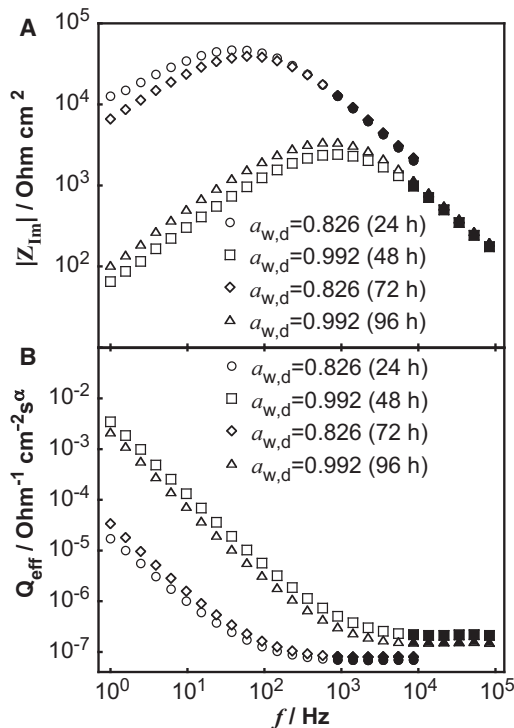 A
10⁵
10⁴
10³
10²
|Z_Im| / Ohm cm ²
a_w,d=0.826 (24 h)
a_w,d=0.992 (48 h)
a_w,d=0.826 (72 h)
a_w,d=0.992 (96 h)
B
10⁻²
10⁻³
10⁻⁴
10⁻⁵
10⁻⁶
10⁻⁷
Q_eff / Ohm⁻¹ cm⁻²s^α
a_w,d=0.826 (24 h)
a_w,d=0.992 (48 h)
a_w,d=0.826 (72 h)
a_w,d=0.992 (96 h)
10⁰ 10¹ 10² 10³ 10⁴ 10⁵
f / Hz